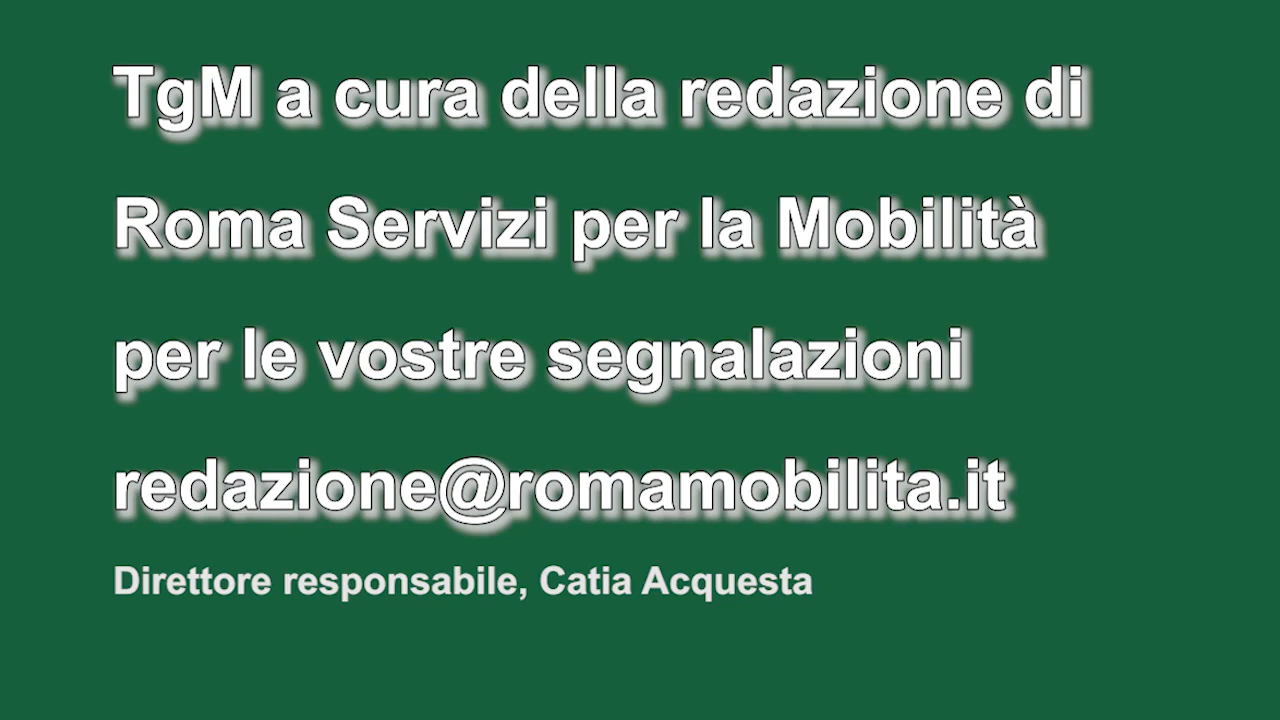 TgM a cura della redazione di
Roma Servizi per la Mobilità
per le vostre segnalazioni
redazione@romamobilita.it
Direttore responsabile, Catia Acquesta